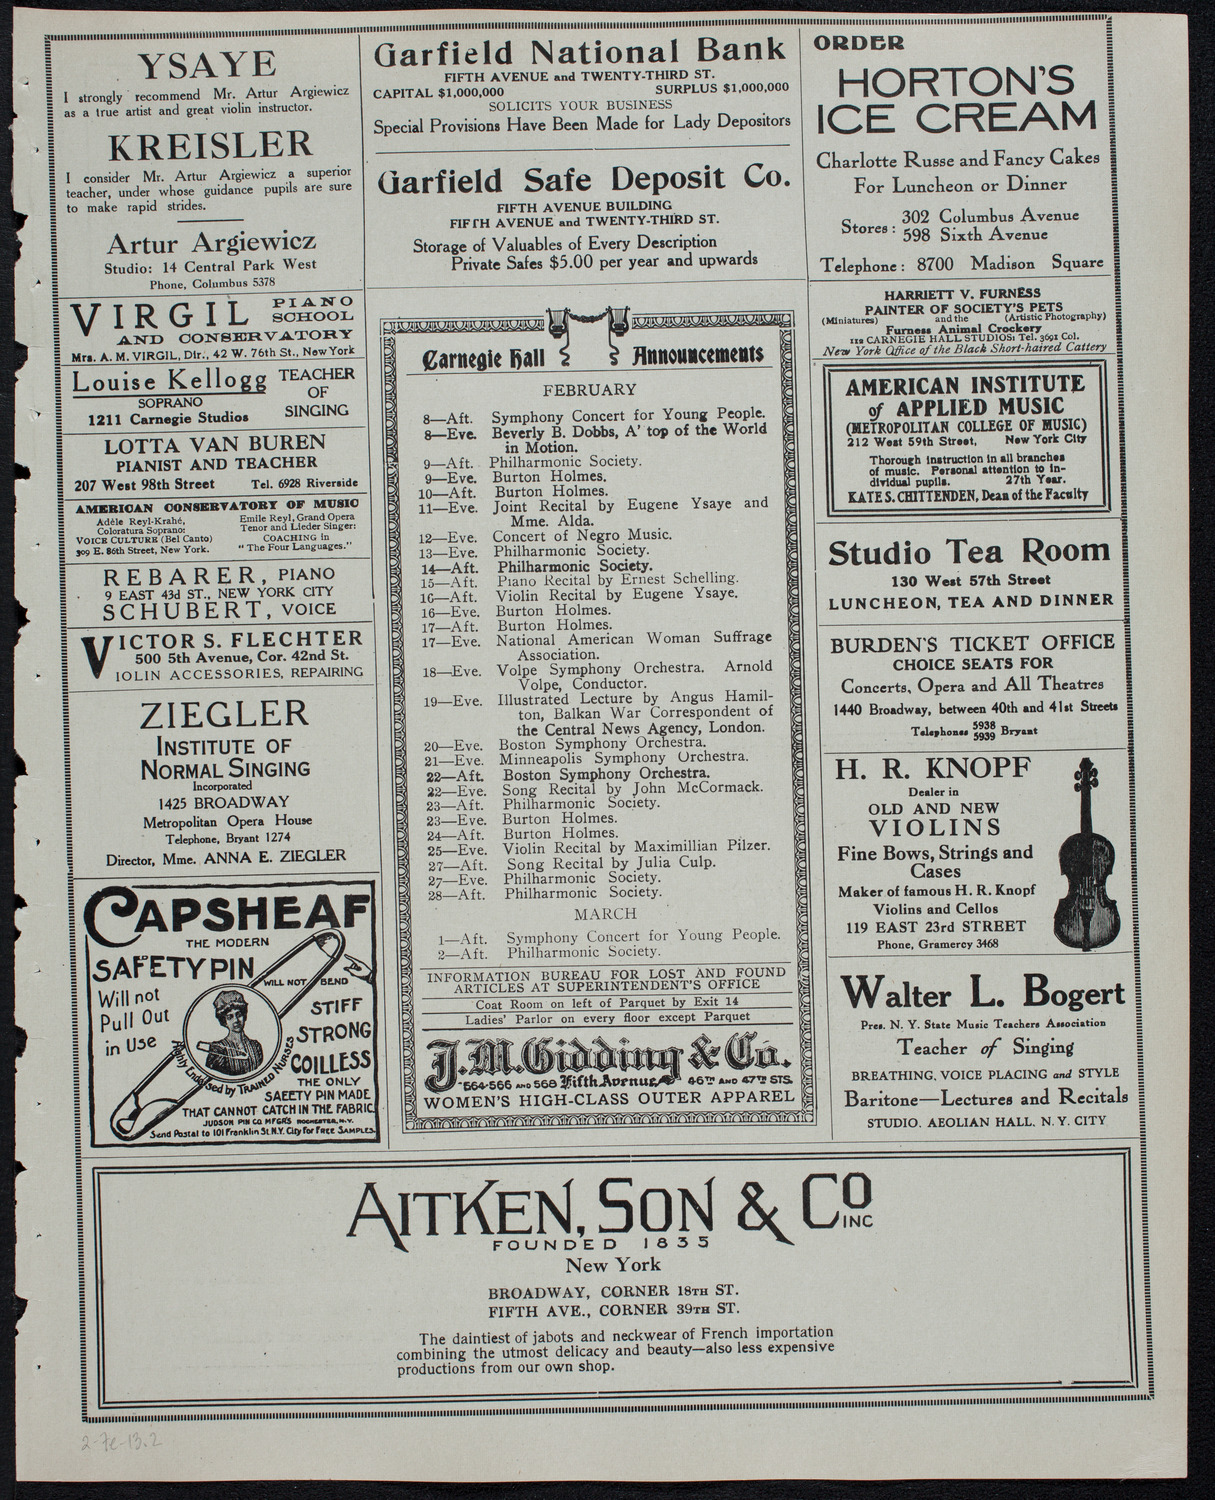 YSAYE
I strongly recommend Mr. Artur Argiewicz
as a true artist and great violin instructor.
KREISLER
I consider Mr. Artur Argiewicz a superior
teacher, under whose guidance pupils are sure
to make rapid strides.
Artur Argiewicz
Studio: 14 Central Park West
Phone, Columbus 5378
VIRGIL PIANO
SCHOOL
AND CONSERVATORY
Mrs. A. M. VIRGIL, Dir., 42 W. 76th St., New York
Louise Kellogg
SOPRANO
1211 Carnegie Studios
TEACHER
OF
SINGING
LOTTA VAN BUREN
PIANIST AND TEACHER
207 West 98th Street Tel. 6928 Riverside
AMERICAN CONSERVATORY OF MUSIC
Adèle Reyl-Krahé,
Coloratura Soprano:
VOICE CULTURE (Bel Canto)
309 E. 86th Street, New York.
Emile Reyl, Grand Opera
Tenor and Lieder Singer:
COACHING in
"The Four Languages."
REBARER, PIANO
9 EAST 43d ST., NEW YORK CITY
SCHUBERT, VOICE
VICTOR S. FLECHTER
500 5th Avenue, Cor. 42nd St.
VIOLIN ACCESSORIES, REPAIRING
ZIEGLER
INSTITUTE OF
NORMAL SINGING
Incorporated
1425 BROADWAY
Metropolitan Opera House
Telephone, Bryant 1274
Director, Mme. ANNA E. ZIEGLER
CAPSHEAF
THE MODERN
SAFETY PIN
WILL NOT BEND
Will not
Pull Out
in Use
STIFF
STRONG
COILLESS
Highly Endorsed by TRAINED NURSES
THE ONLY
SAFETY PIN MADE
THAT CANNOT CATCH IN THE FABRIC
JUDSON PIN CO. MFGRS ROCHESTER, N.Y.
Send Postal to 101 Franklin St. N.Y. City for FREE SAMPLES
Garfield National Bank
FIFTH AVENUE and TWENTY-THIRD ST.
CAPITAL $1,000,000 SURPLUS $1,000,000
SOLICITS YOUR BUSINESS
Special Provisions Have Been Made for Lady Depositors
Garfield Safe Deposit Co.
FIFTH AVENUE BUILDING
FIFTH AVENUE and TWENTY-THIRD ST.
Storage of Valuables of Every Description
Private Safes $5.00 per year and upwards
Carnegie Hall Announcements
FEBRUARY
8—Aft. Symphony Concert for Young People.
8—Eve. Beverly B. Dobbs, A' top of the World
in Motion.
9—Aft. Philharmonic Society.
9—Eve. Burton Holmes.
10—Aft. Burton Holmes.
11—Eve. Joint Recital by Eugene Ysaye and
Mme. Alda.
12—Eve. Concert of Negro Music.
13—Eve. Philharmonic Society.
14—Aft. Philharmonic Society.
15—Aft. Piano Recital by Ernest Schelling.
16—Aft. Violin Recital by Eugene Ysaye.
16—Eve. Burton Holmes.
17—Aft. Burton Holmes.
17—Eve. National American Woman Suffrage
Association.
18—Eve. Volpe Symphony Orchestra. Arnold
Volpe, Conductor.
19—Eve. Illustrated Lecture by Angus Hamil-
ton, Balkan War Correspondent of
the Central News Agency, London.
20—Eve. Boston Symphony Orchestra.
21—Eve. Minneapolis Symphony Orchestra.
22—Aft. Boston Symphony Orchestra.
22—Eve. Song Recital by John McCormack.
23—Aft. Philharmonic Society.
23—Eve. Burton Holmes.
24—Aft. Burton Holmes.
25—Eve. Violin Recital by Maximillian Pilzer.
27—Aft. Song Recital by Julia Culp.
27—Eve. Philharmonic Society.
28—Aft. Philharmonic Society.
MARCH
1—Aft. Symphony Concert for Young People.
2—Aft. Philharmonic Society.
INFORMATION BUREAU FOR LOST AND FOUND
ARTICLES AT SUPERINTENDENT'S OFFICE
Coat Room on left of Parquet by Exit 14
Ladies' Parlor on every floor except Parquet
J.M. Gidding & Co.
564-566 AND 568 Fifth Avenue 46TH AND 47TH STS.
WOMEN'S HIGH-CLASS OUTER APPAREL
ORDER
HORTON'S
ICE CREAM
Charlotte Russe and Fancy Cakes
For Luncheon or Dinner
Stores: 302 Columbus Avenue
598 Sixth Avenue
Telephone: 8700 Madison Square
HARRIETT V. FURNESS
PAINTER OF SOCIETY'S PETS
(Miniatures) and the (Artistic Photography)
Furness Animal Crockery
112 CARNEGIE HALL STUDIOS: Tel. 3691 Col.
New York Office of the Black Short-haired Cattery
AMERICAN INSTITUTE
of APPLIED MUSIC
(METROPOLITAN COLLEGE OF MUSIC)
212 West 59th Street, New York City
Thorough instruction in all branches
of music. Personal attention to in-
dividual pupils. 27th Year.
KATE S. CHITTENDEN, Dean of the Faculty
Studio Tea Room
130 West 57th Street
LUNCHEON, TEA AND DINNER
BURDEN'S TICKET OFFICE
CHOICE SEATS FOR
Concerts, Opera and All Theatres
1440 Broadway, between 40th and 41st Streets
Telephones 5938
5939 Bryant
H. R. KNOPF
Dealer in
OLD AND NEW
VIOLINS
Fine Bows, Strings and
Cases
Maker of famous H. R. Knopf
Violins and Cellos
119 EAST 23rd STREET
Phone, Gramercy 3468
Walter L. Bogert
Pres. N. Y. State Music Teachers Association
Teacher of Singing
BREATHING, VOICE PLACING and STYLE
Baritone—Lectures and Recitals
STUDIO, AEOLIAN HALL, N. Y. CITY
AITKEN, SON & CO
INC
FOUNDED 1835
New York
BROADWAY, CORNER 18TH ST.
FIFTH AVE., CORNER 39TH ST.
The daintiest of jabots and neckwear of French importation
combining the utmost delicacy and beauty—also less expensive
productions from our own shop.
2-7e-13.2